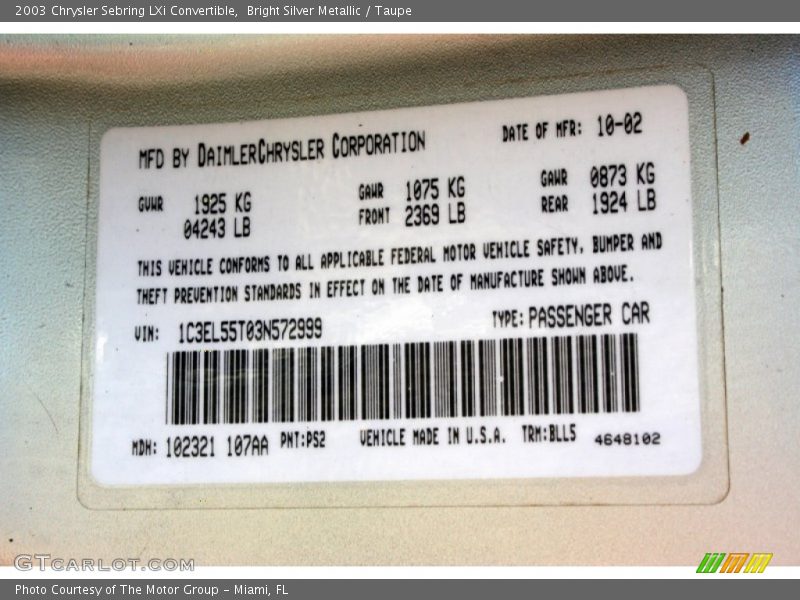 2003 Chrysler Sebring LXi Convertible, Bright Silver Metallic / Taupe
MFD BY DAIMLERCHRYSLER CORPORATION DATE OF MFR: 10-02
GVWR 1925 KG GAWR 1075 KG GAWR 0873 KG
04243 LB FRONT 2369 LB REAR 1924 LB
THIS VEHICLE CONFORMS TO ALL APPLICABLE FEDERAL MOTOR VEHICLE SAFETY, BUMPER AND
THEFT PREVENTION STANDARDS IN EFFECT ON THE DATE OF MANUFACTURE SHOWN ABOVE.
VIN: 1C3EL55T03N572999 TYPE: PASSENGER CAR
MDH: 102321 107AA PNT:PS2 VEHICLE MADE IN U.S.A. TRM:BLL5 4648102
GTCARLOT.COM
Photo Courtesy of The Motor Group - Miami, FL